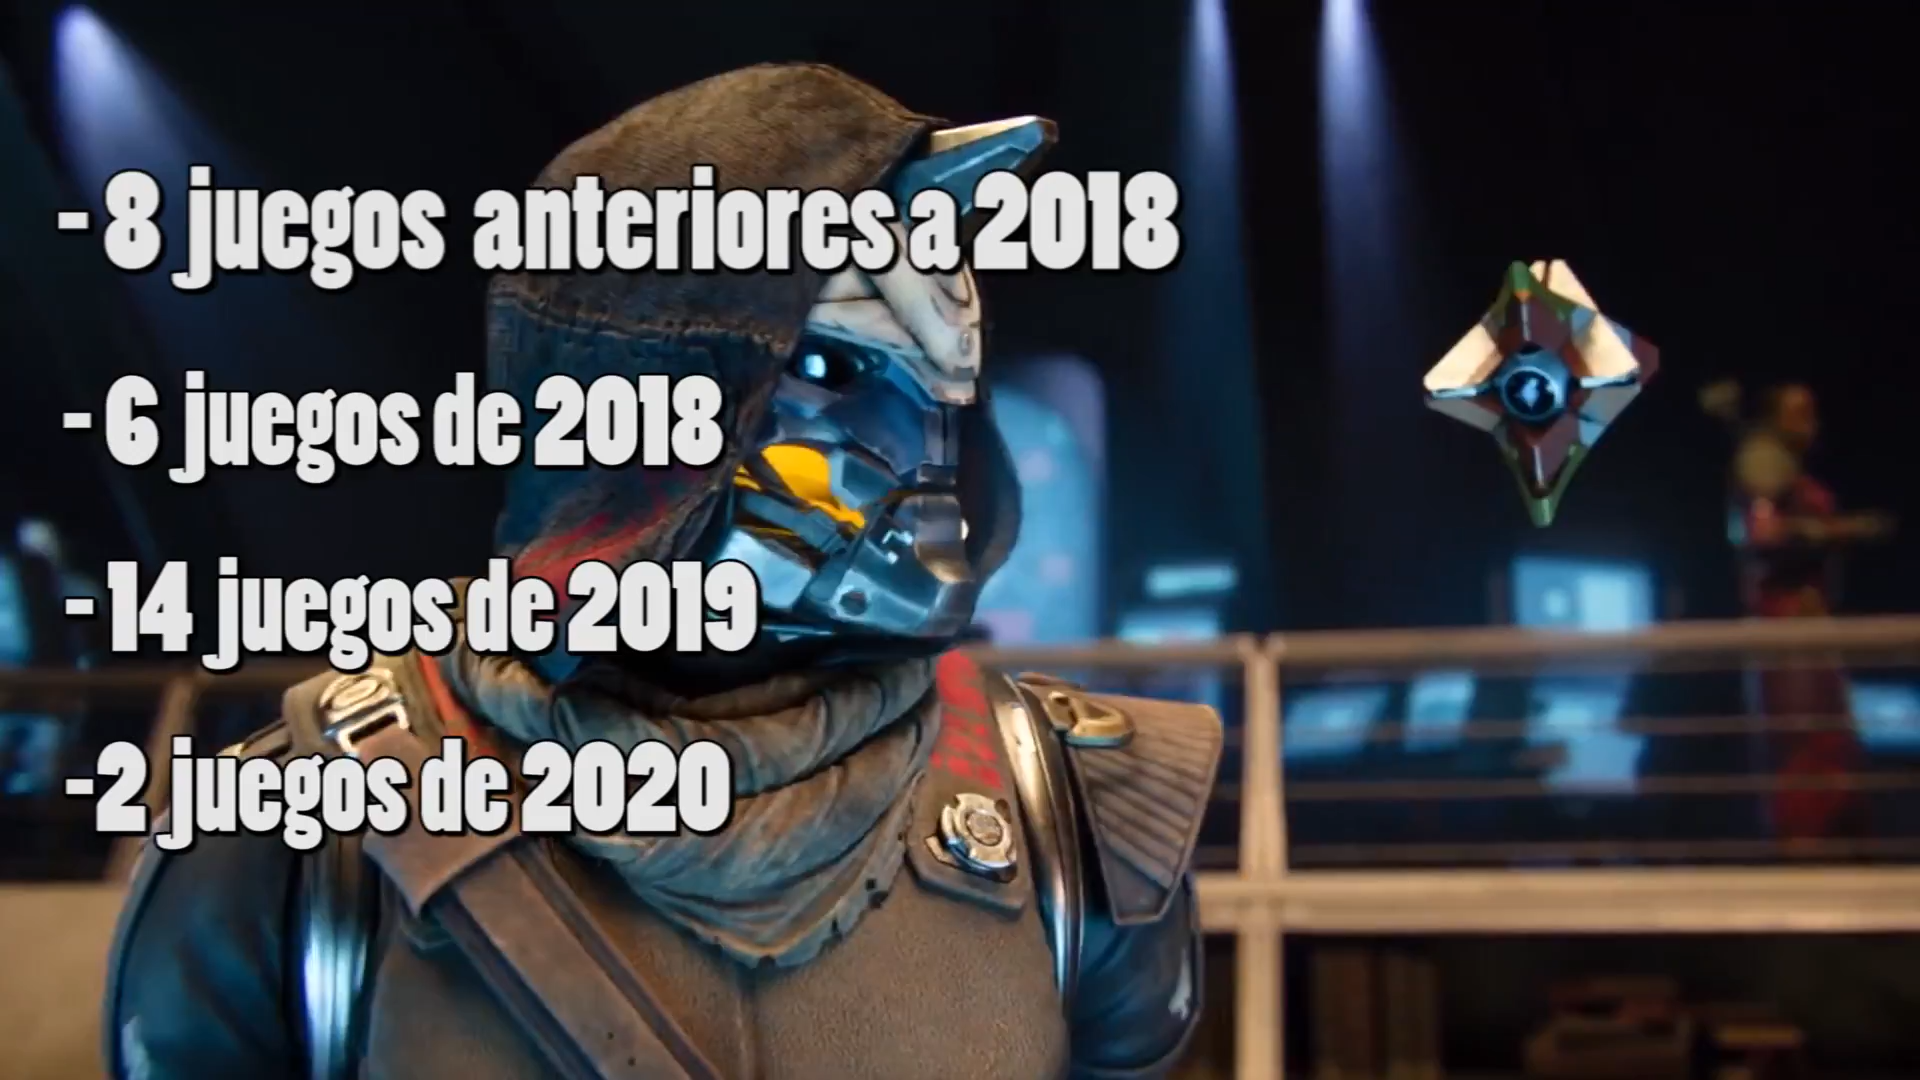 - 8 juegos anteriores a 2018
- 6 juegos de 2018
- 14 juegos de 2019
-2 juegos de 2020